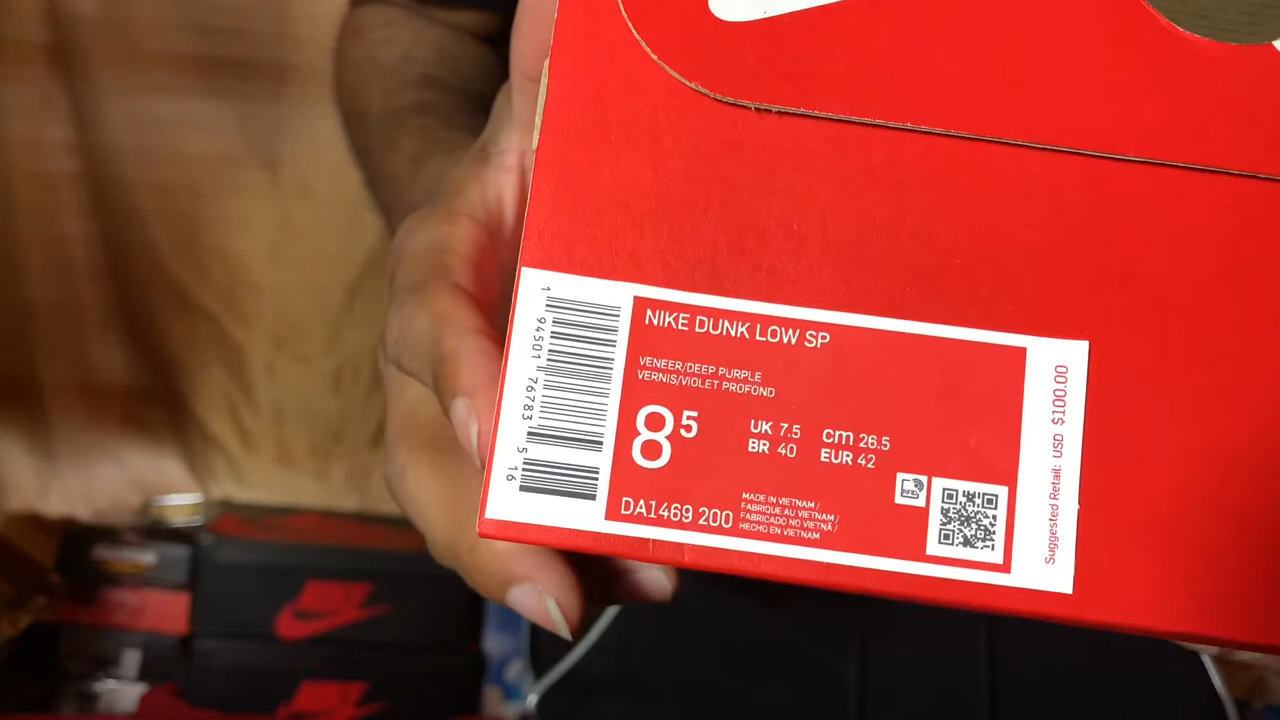 NIKE DUNK LOW SP
VENEER/DEEP PURPLE
VERNIS/VIOLET PROFOND
8 5
UK 7.5
BR 40
cm 26.5
EUR 42
DA1469 200
MADE IN VIETNAM /
FABRIQUE AU VIETNAM /
FABRICADO NO VIETNÃ /
HECHO EN VIETNAM
RFID
1 94501 76783 5 16
Suggested Retail: USD $100.00